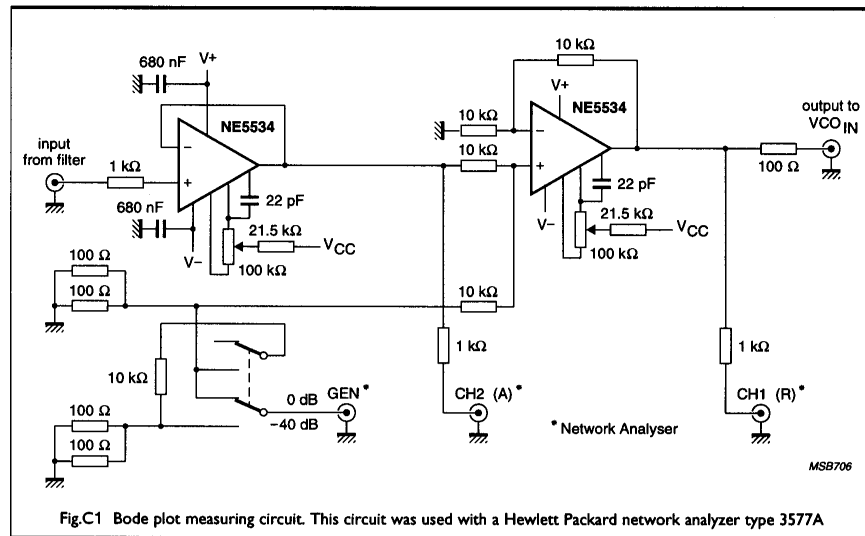 680 nF
V+
NE5534
input
from filter
1 kΩ
−
+
680 nF
V−
22 pF
21.5 kΩ
VCC
100 kΩ
10 kΩ
V+
NE5534
10 kΩ
10 kΩ
−
+
V−
22 pF
21.5 kΩ
VCC
100 kΩ
output to
VCO IN
100 Ω
100 Ω
100 Ω
10 kΩ
10 kΩ
100 Ω
100 Ω
0 dB
−40 dB
GEN *
1 kΩ
CH2 (A) *
1 kΩ
CH1 (R) *
* Network Analyser
MSB706
Fig.C1 Bode plot measuring circuit. This circuit was used with a Hewlett Packard network analyzer type 3577A